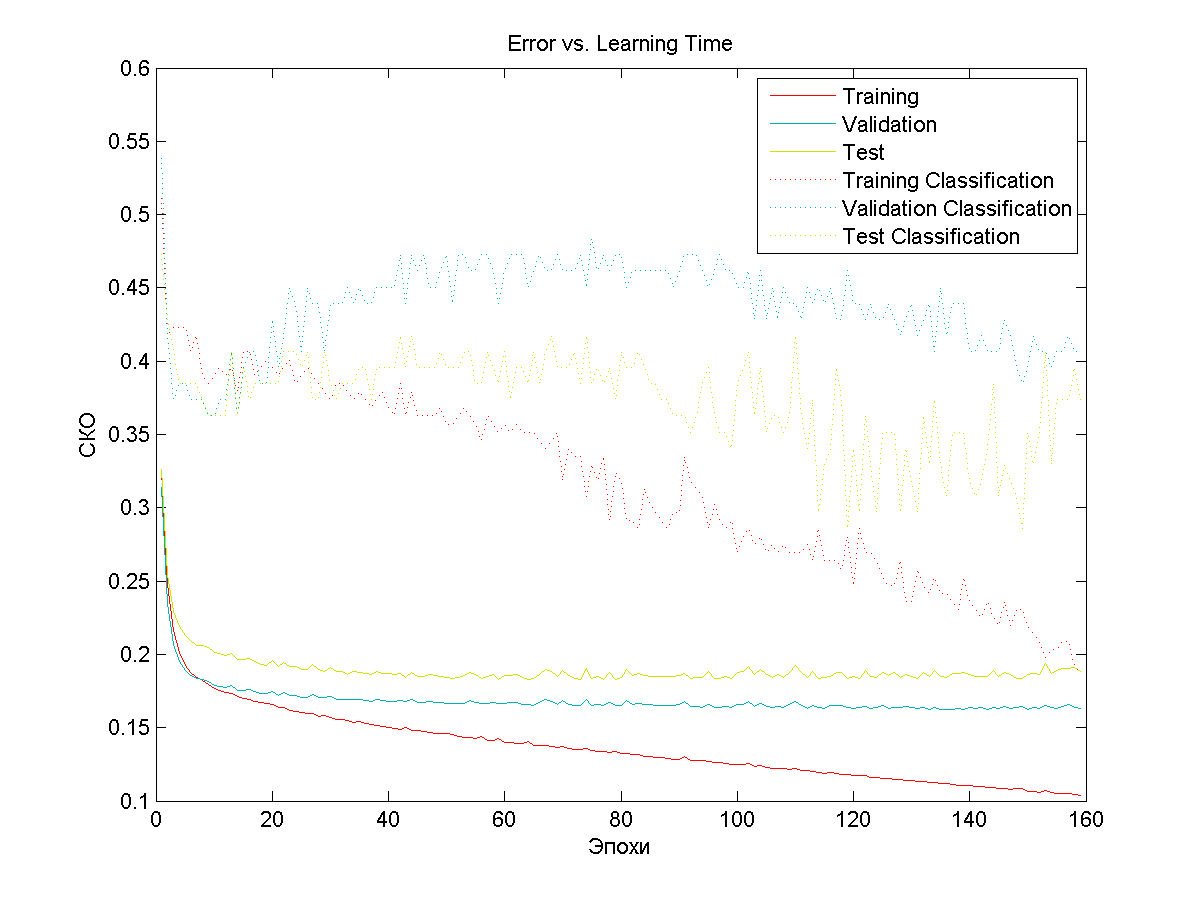 Error vs. Learning Time
0.6
0.55
0.5
0.45
0.4
0.35
0.3
0.25
0.2
0.15
0.1
СКО
Training
Validation
Test
Training Classification
Validation Classification
Test Classification
0 20 40 60 80 100 120 140 160
Эпохи